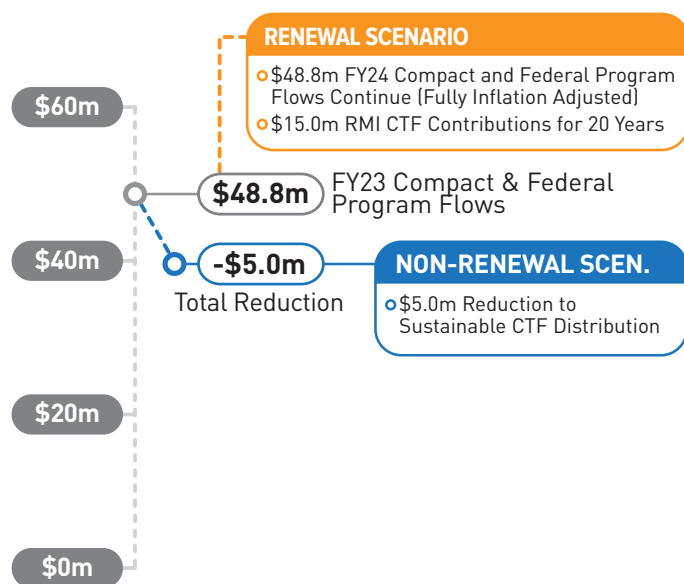 RENEWAL SCENARIO
$48.8m FY24 Compact and Federal Program
Flows Continue (Fully Inflation Adjusted)
$15.0m RMI CTF Contributions for 20 Years
$60m
$48.8m
FY23 Compact & Federal
Program Flows
$40m
-$5.0m
Total Reduction
NON-RENEWAL SCEN.
$5.0m Reduction to
Sustainable CTF Distribution
$20m
$0m